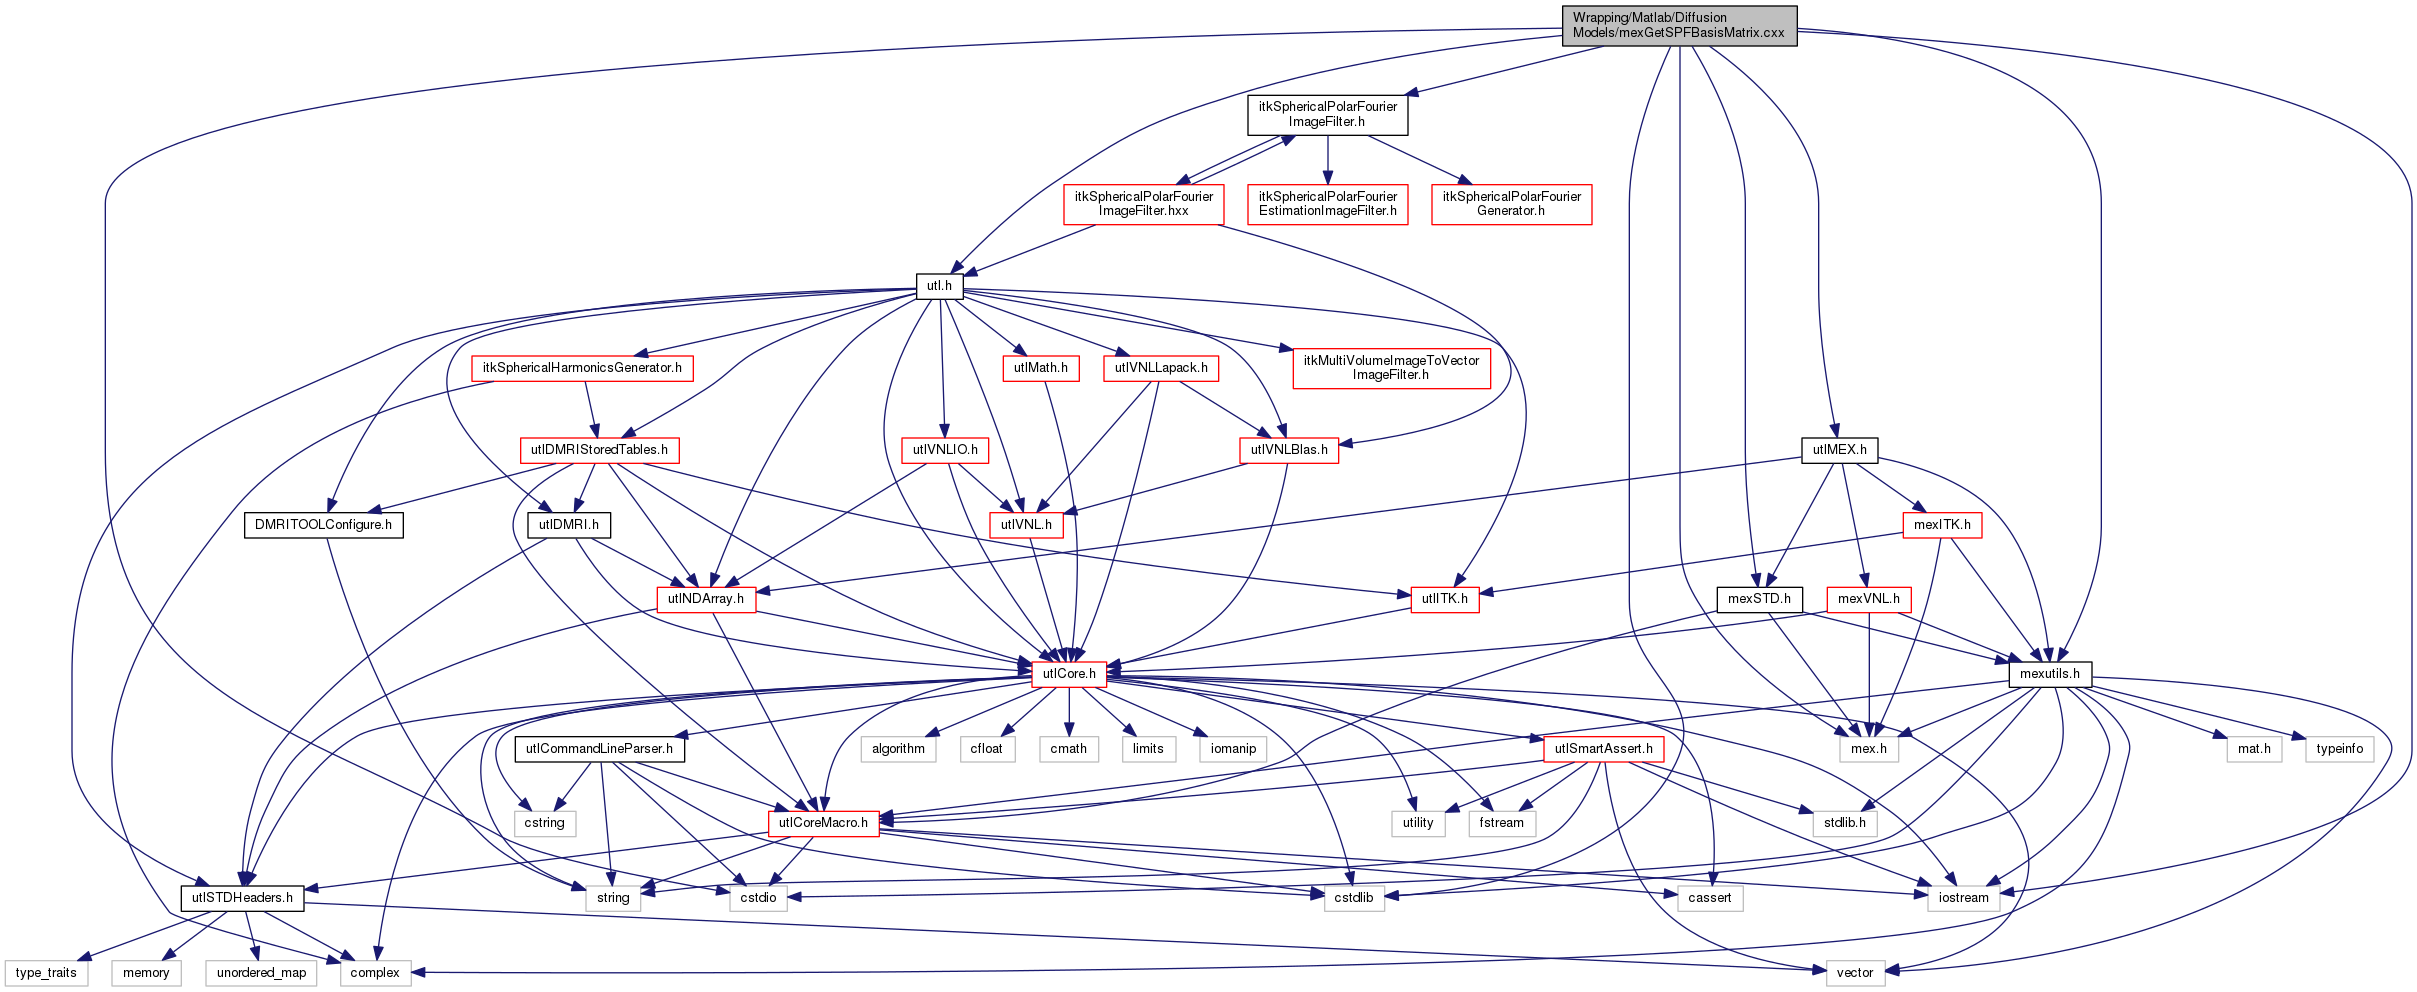 Wrapping/Matlab/Diffusion
Models/mexGetSPFBasisMatrix.cxx
itkSphericalPolarFourier
ImageFilter.h
itkSphericalPolarFourier
ImageFilter.hxx
itkSphericalPolarFourier
EstimationImageFilter.h
itkSphericalPolarFourier
Generator.h
utl.h
itkSphericalHarmonicsGenerator.h
utlMath.h
utlVNLLapack.h
itkMultiVolumeImageToVector
ImageFilter.h
utlDMRIStoredTables.h
utlVNLIO.h
utlVNLBlas.h
utlMEX.h
DMRITOOLConfigure.h
utlDMRI.h
utlVNL.h
mexITK.h
utlNDArray.h
utlITK.h
mexSTD.h
mexVNL.h
utlCore.h
mexutils.h
utlCommandLineParser.h
algorithm
cfloat
cmath
limits
iomanip
utlSmartAssert.h
mex.h
mat.h
typeinfo
cstring
utlCoreMacro.h
utility
fstream
stdlib.h
utlSTDHeaders.h
string
cstdio
cstdlib
cassert
iostream
type_traits
memory
unordered_map
complex
vector